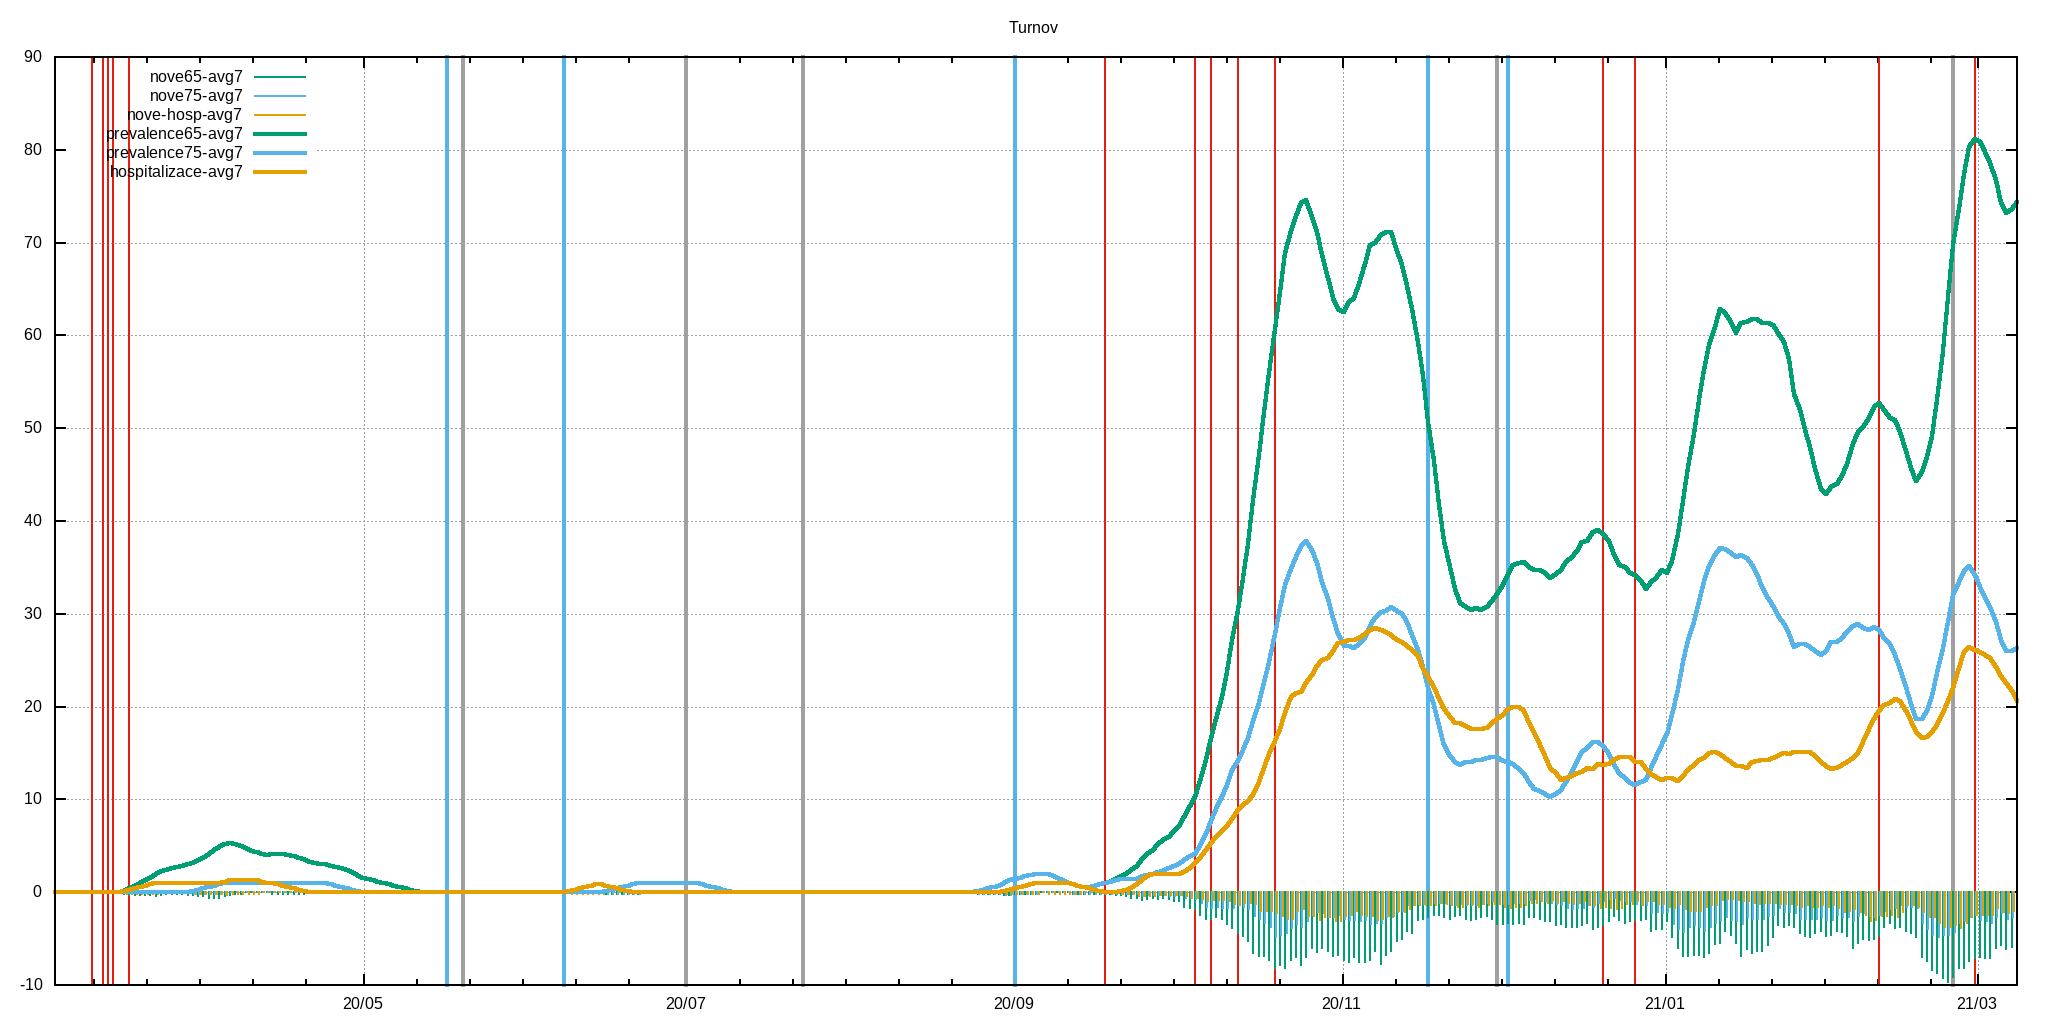 Turnov
90
80
70
60
50
40
30
20
10
0
-10
nove65-avg7
nove75-avg7
nove-hosp-avg7
prevalence65-avg7
prevalence75-avg7
hospitalizace-avg7
20/05 20/07 20/09 20/11 21/01 21/03